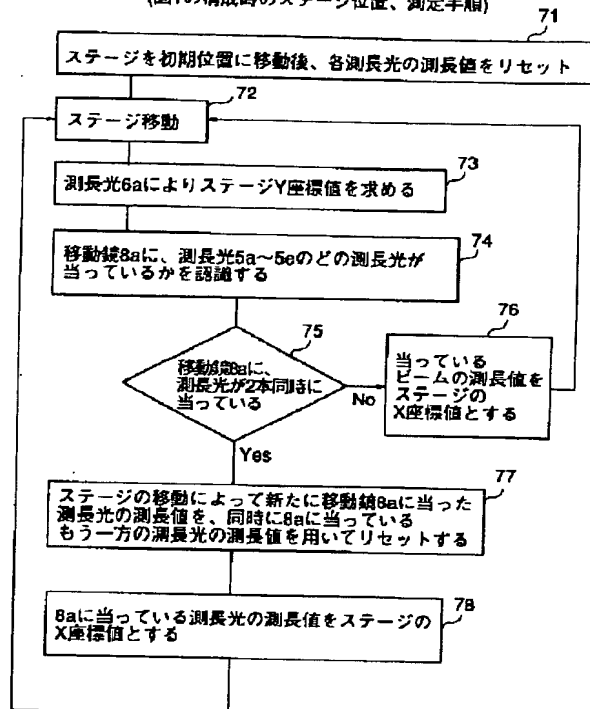 (図1の構成時のステージ位置、測定手順)
71
ステージを初期位置に移動後、各測長光の測長値をリセット
72
ステージ移動
73
測長光6aによりステージY座標値を求める
74
移動鏡8aに、測長光5a〜5eのどの測長光が
当っているかを認識する
75
移動鏡8aに、
測長光が2本同時に
当っている
No
Yes
76
当っている
ビームの測長値を
ステージの
X座標値とする
77
ステージの移動によって新たに移動鏡8aに当った
測長光の測長値を、同時に8aに当っている
もう一方の測長光の測長値を用いてリセットする
78
8aに当っている測長光の測長値をステージの
X座標値とする